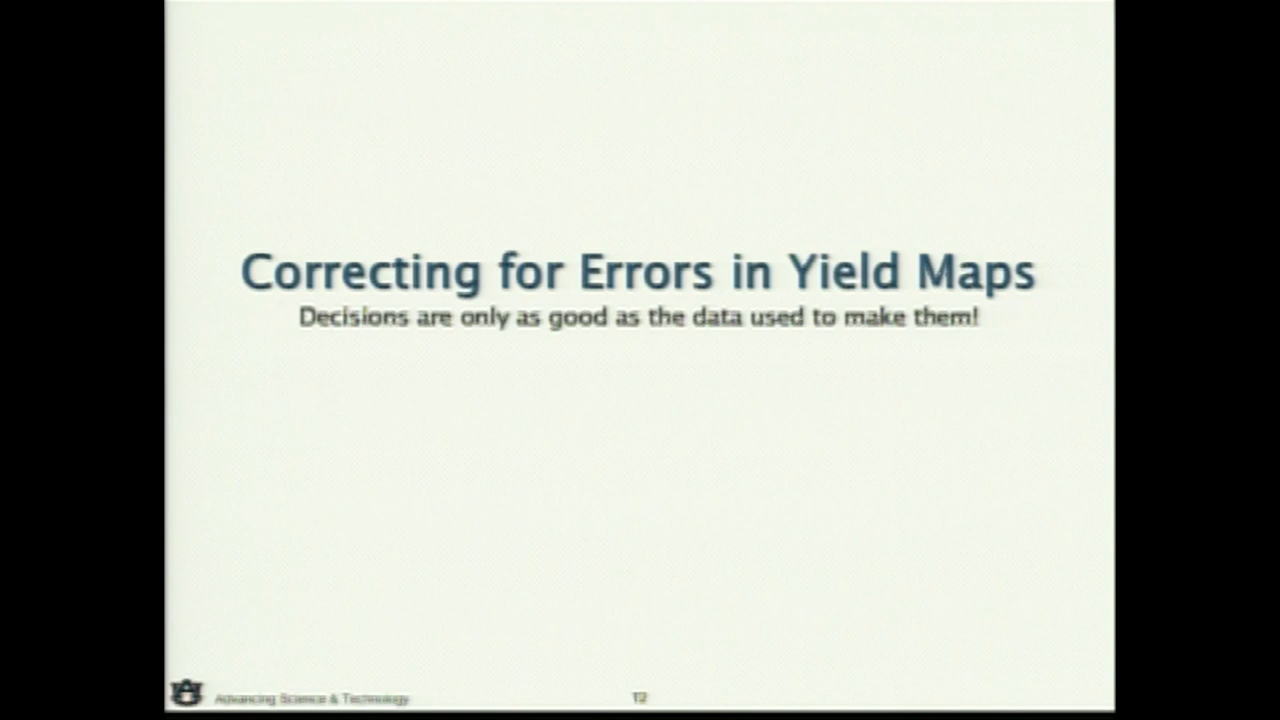 Correcting for Errors in Yield Maps
Decisions are only as good as the data used to make them!
Advancing Science & Technology
12